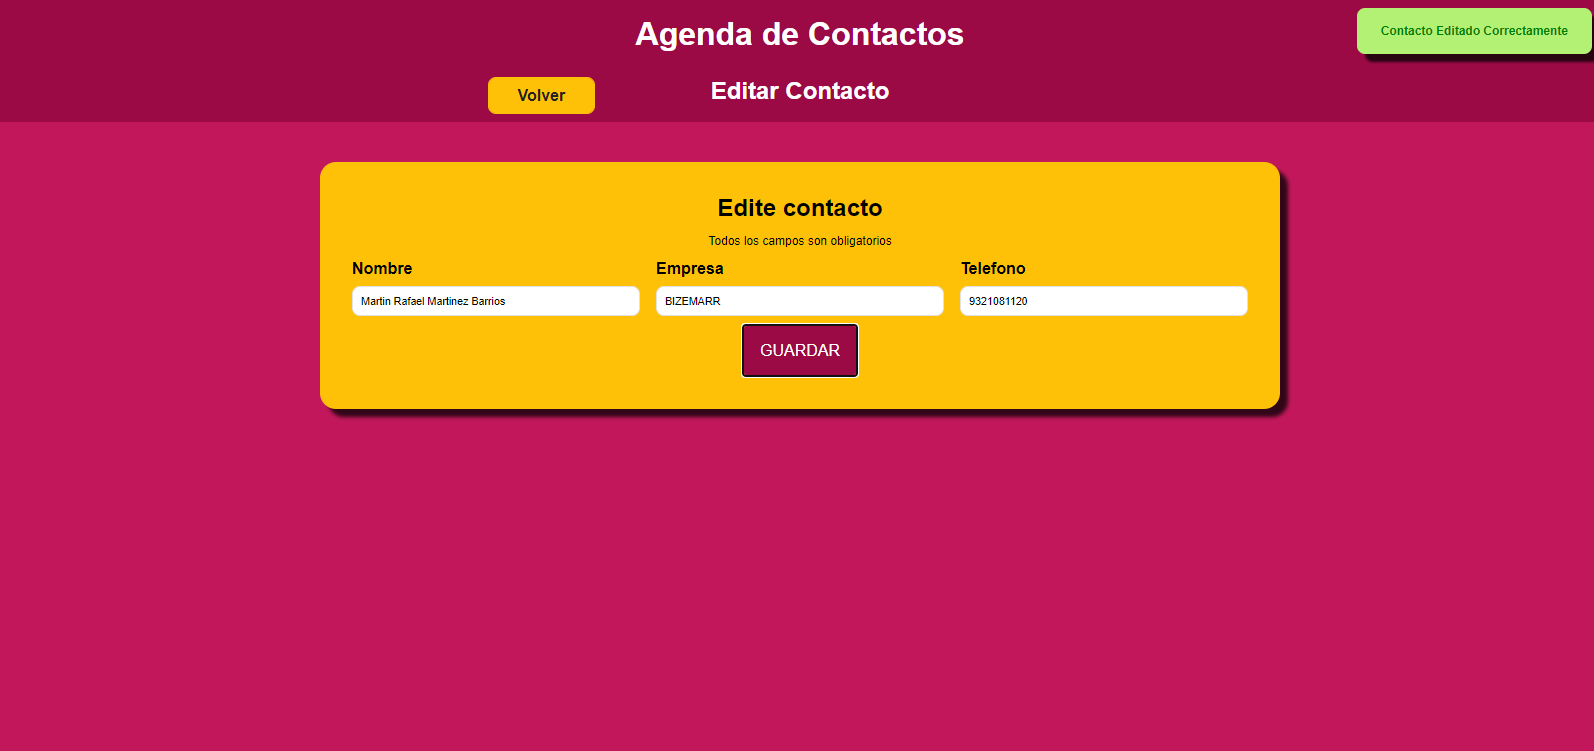 Agenda de Contactos
Contacto Editado Correctamente
Volver
Editar Contacto
Edite contacto
Todos los campos son obligatorios
Nombre
Empresa
Telefono
Martin Rafael Martinez Barrios
BIZEMARR
9321081120
GUARDAR